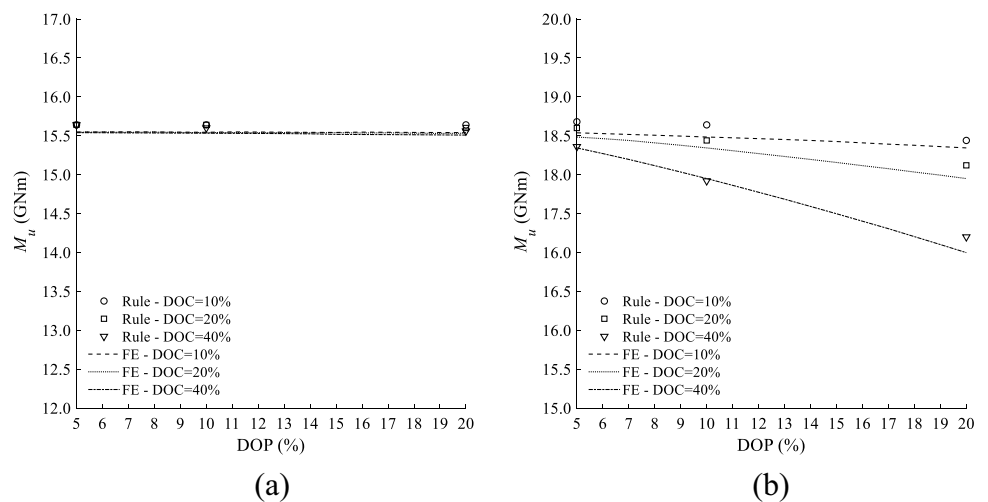 17.0
16.5
16.0
15.5
15.0
14.5
14.0
13.5
13.0
12.5
12.0
M_u (GNm)
Rule - DOC=10%
Rule - DOC=20%
Rule - DOC=40%
FE - DOC=10%
FE - DOC=20%
FE - DOC=40%
5 6 7 8 9 10 11 12 13 14 15 16 17 18 19 20
DOP (%)
(a)
20.0
19.5
19.0
18.5
18.0
17.5
17.0
16.5
16.0
15.5
15.0
M_u (GNm)
Rule - DOC=10%
Rule - DOC=20%
Rule - DOC=40%
FE - DOC=10%
FE - DOC=20%
FE - DOC=40%
5 6 7 8 9 10 11 12 13 14 15 16 17 18 19 20
DOP (%)
(b)